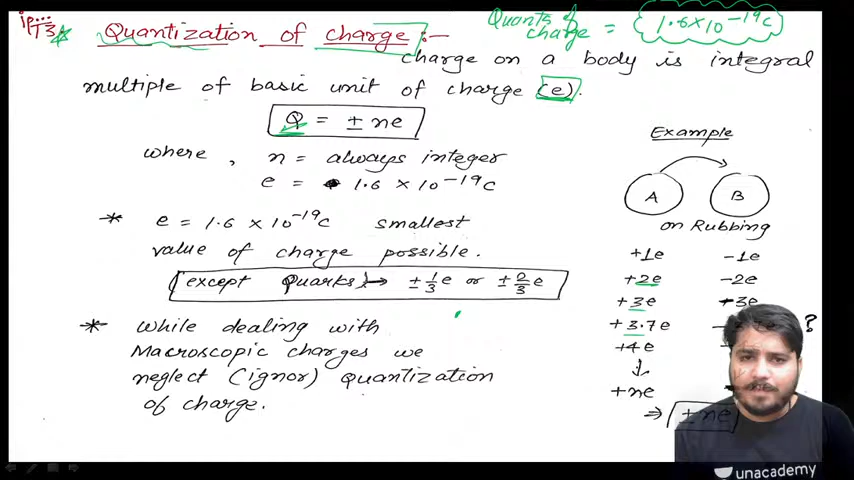 ip...
Quantization of charge :-
Quanta of charge = 1.6×10⁻¹⁹c
charge on a body is integral
multiple of basic unit of charge (e).
Q = ± ne
where, n = always integer
e = 1.6 × 10⁻¹⁹c
* e = 1.6 × 10⁻¹⁹c smallest
value of charge possible.
(except Quarks) → ± 1/3 e or ± 2/3 e
* while dealing with
Macroscopic charges we
neglect (ignor) Quantization
of charge.
Example
A B
on Rubbing
+1e -1e
+2e -2e
+3e -3e
+3.7e - ?
+4e
↓
+ne
⇒ ± ne
unacademy